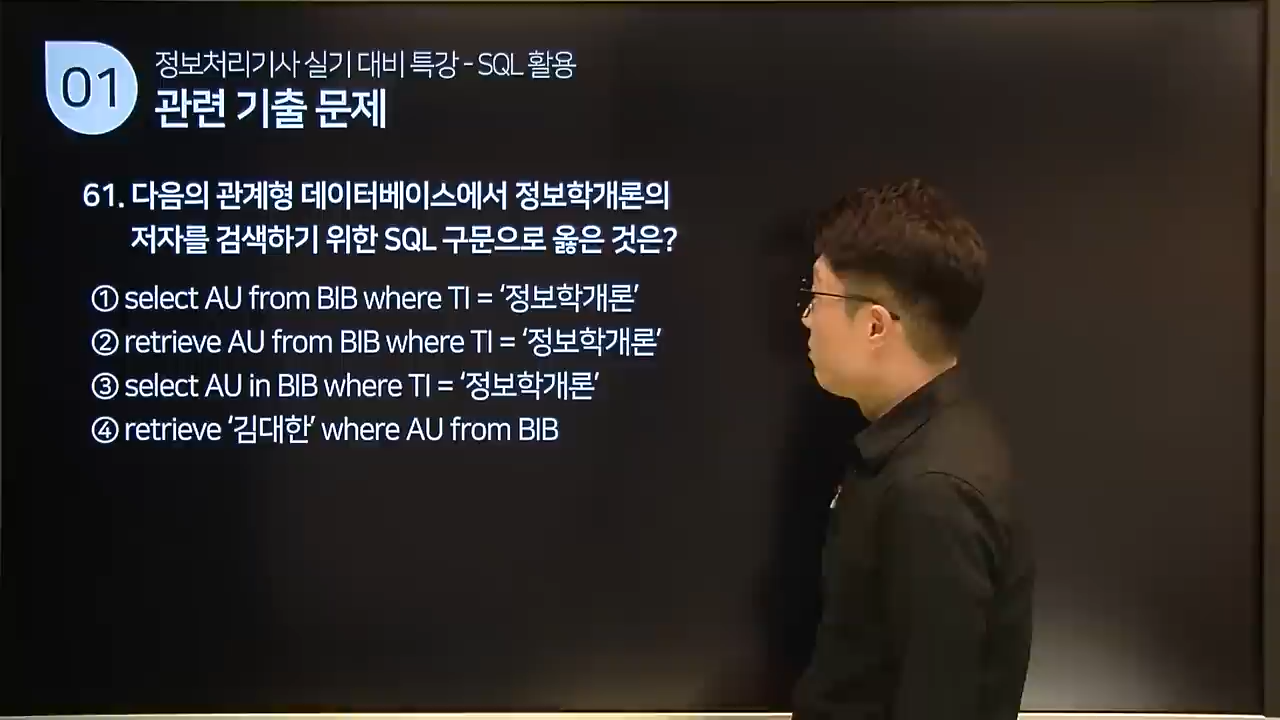 01
정보처리기사 실기 대비 특강 - SQL 활용
관련 기출 문제
61. 다음의 관계형 데이터베이스에서 정보학개론의
저자를 검색하기 위한 SQL 구문으로 옳은 것은?
① select AU from BIB where TI = ‘정보학개론’
② retrieve AU from BIB where TI = ‘정보학개론’
③ select AU in BIB where TI = ‘정보학개론’
④ retrieve ‘김대한’ where AU from BIB